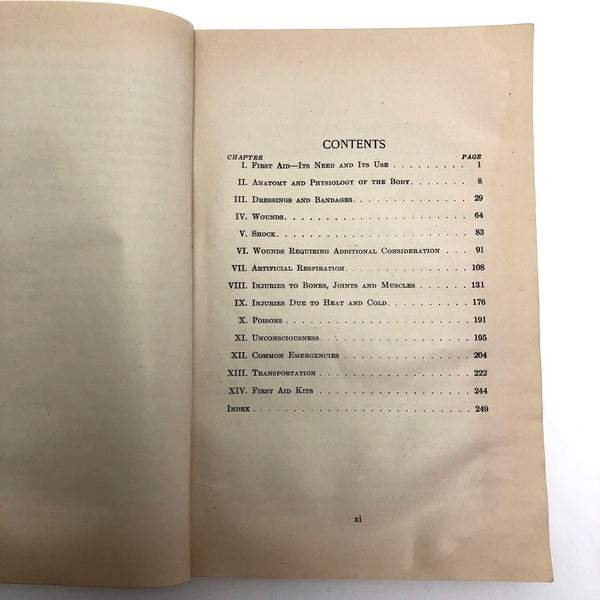 CONTENTS
CHAPTER PAGE
I. First Aid—Its Need and Its Use . . . . . . . . . 1
II. Anatomy and Physiology of the Body . . . . . . . 8
III. Dressings and Bandages . . . . . . . . . . . . . 29
IV. Wounds . . . . . . . . . . . . . . . . . . . . 64
V. Shock . . . . . . . . . . . . . . . . . . . . . 83
VI. Wounds Requiring Additional Consideration . . . . 91
VII. Artificial Respiration . . . . . . . . . . . . . . 108
VIII. Injuries to Bones, Joints and Muscles . . . . . . 131
IX. Injuries Due to Heat and Cold . . . . . . . . . 176
X. Poisons . . . . . . . . . . . . . . . . . . . . 191
XI. Unconsciousness . . . . . . . . . . . . . . . . 195
XII. Common Emergencies . . . . . . . . . . . . . . 204
XIII. Transportation . . . . . . . . . . . . . . . . . 222
XIV. First Aid Kits . . . . . . . . . . . . . . . . . 244
Index . . . . . . . . . . . . . . . . . . . . . . . . 249
xi